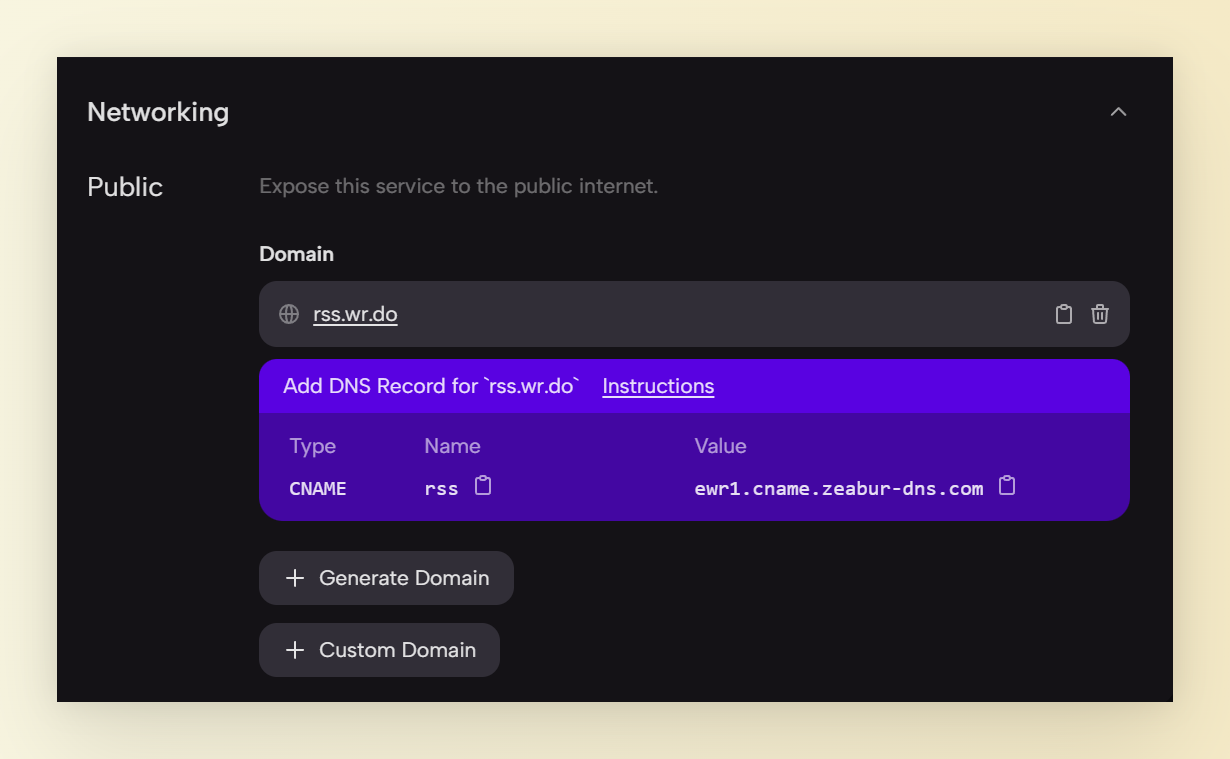 Networking
Public Expose this service to the public internet.
Domain
rss.wr.do
Add DNS Record for `rss.wr.do` Instructions
Type Name Value
CNAME rss ewr1.cname.zeabur-dns.com
Generate Domain
Custom Domain